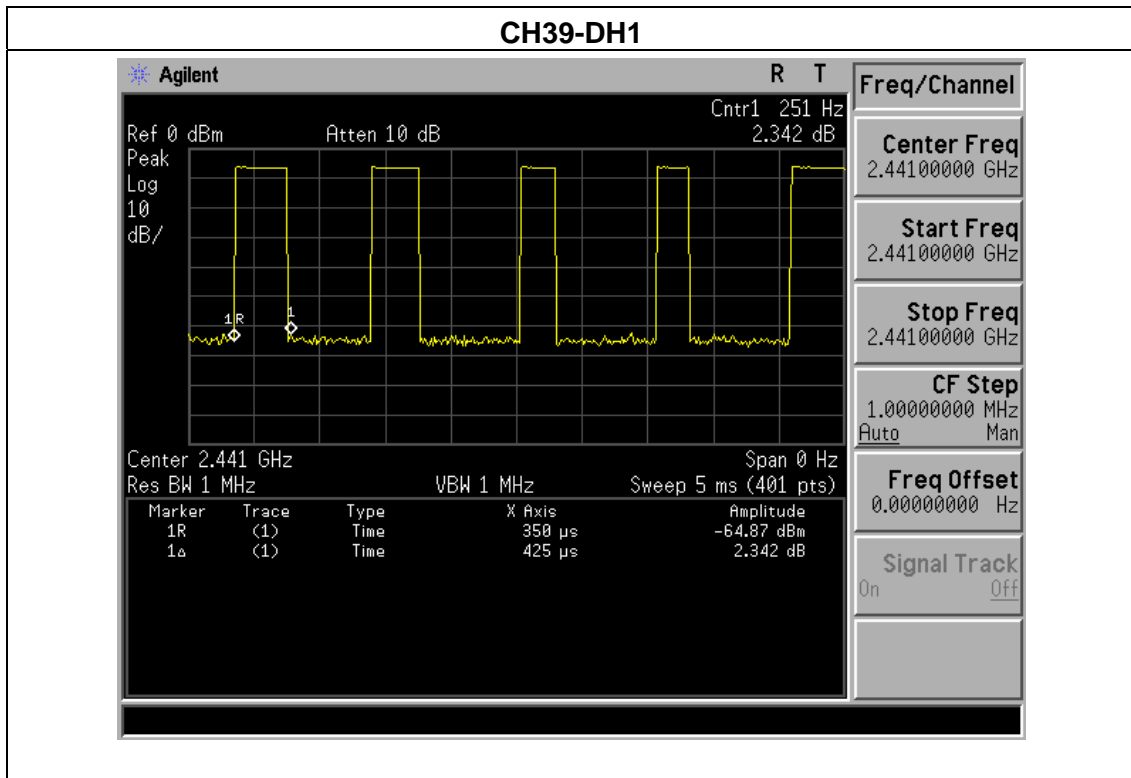 CH39-DH1
Agilent R T
Cntr1 251 Hz
Ref 0 dBm Atten 10 dB 2.342 dB
Peak
Log
10
dB/
1R 1
Center 2.441 GHz Span 0 Hz
Res BW 1 MHz VBW 1 MHz Sweep 5 ms (401 pts)
Marker Trace Type X Axis Amplitude
1R (1) Time 350 µs -64.87 dBm
1Δ (1) Time 425 µs 2.342 dB
Freq/Channel
Center Freq
2.44100000 GHz
Start Freq
2.44100000 GHz
Stop Freq
2.44100000 GHz
CF Step
1.00000000 MHz
Auto Man
Freq Offset
0.00000000 Hz
Signal Track
On Off